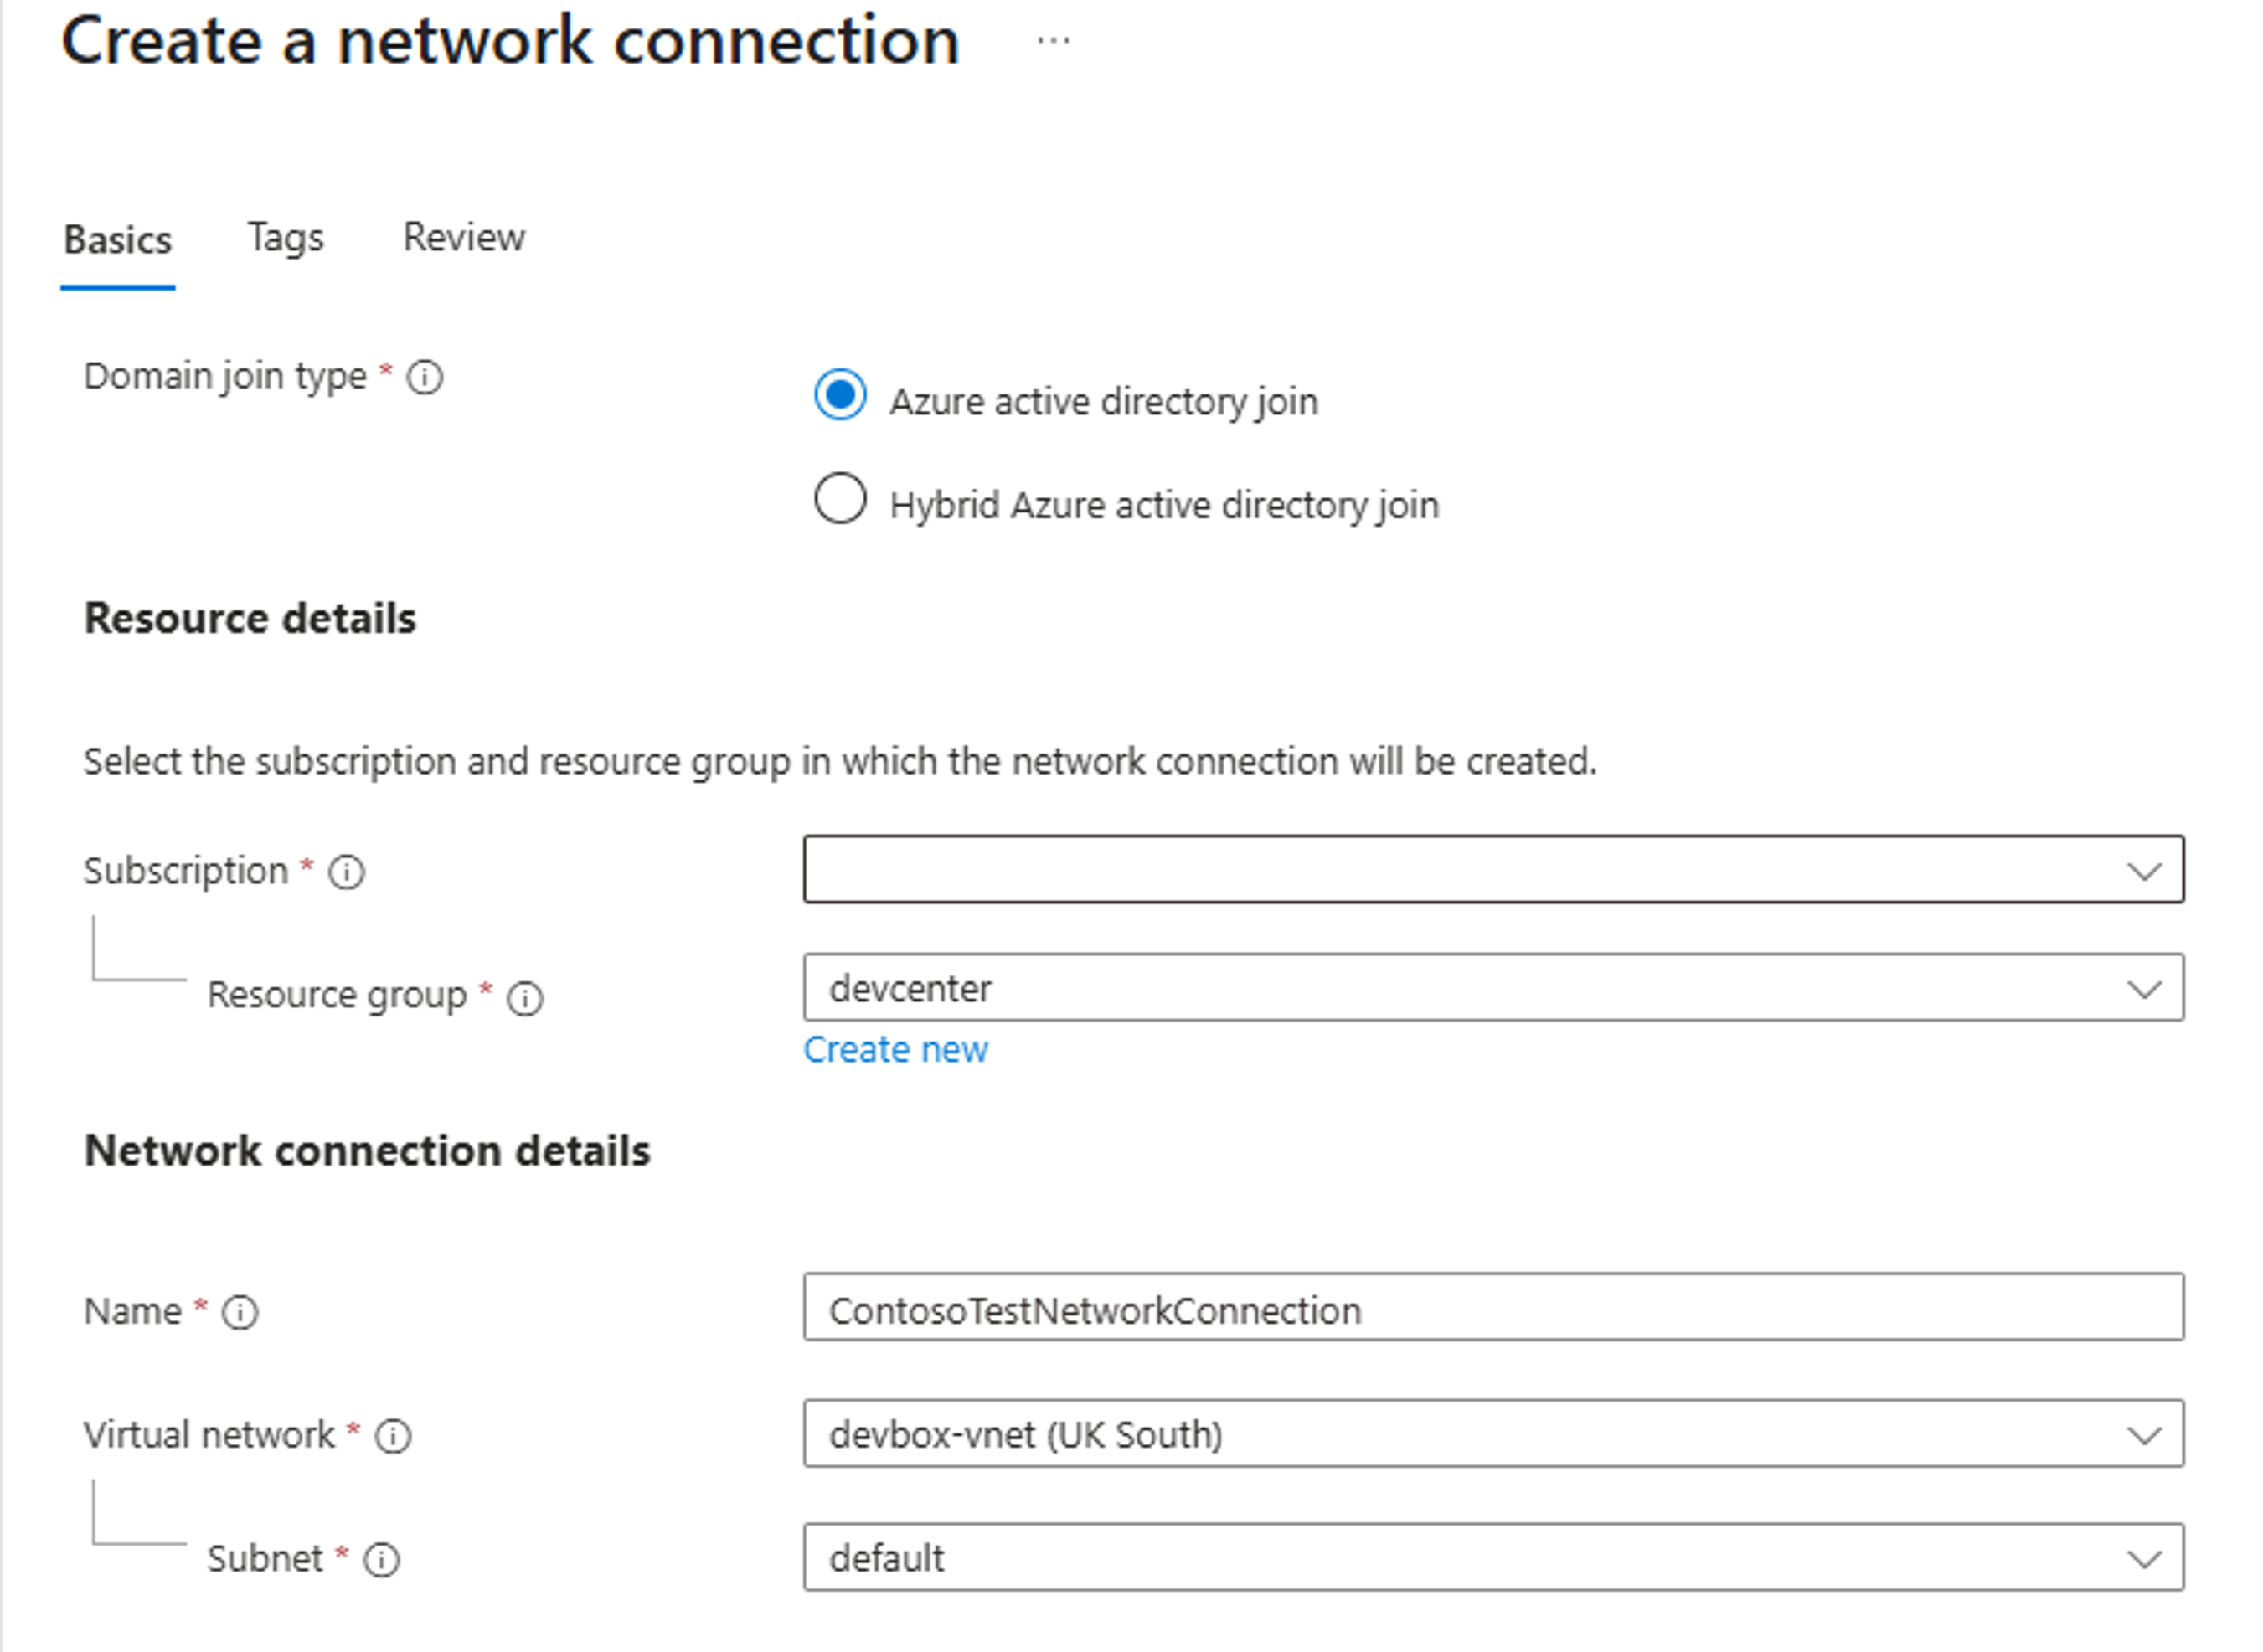 Create a network connection ...
Basics Tags Review
Domain join type *
Azure active directory join
Hybrid Azure active directory join
Resource details
Select the subscription and resource group in which the network connection will be created.
Subscription *
Resource group * devcenter
Create new
Network connection details
Name * ContosoTestNetworkConnection
Virtual network * devbox-vnet (UK South)
Subnet * default